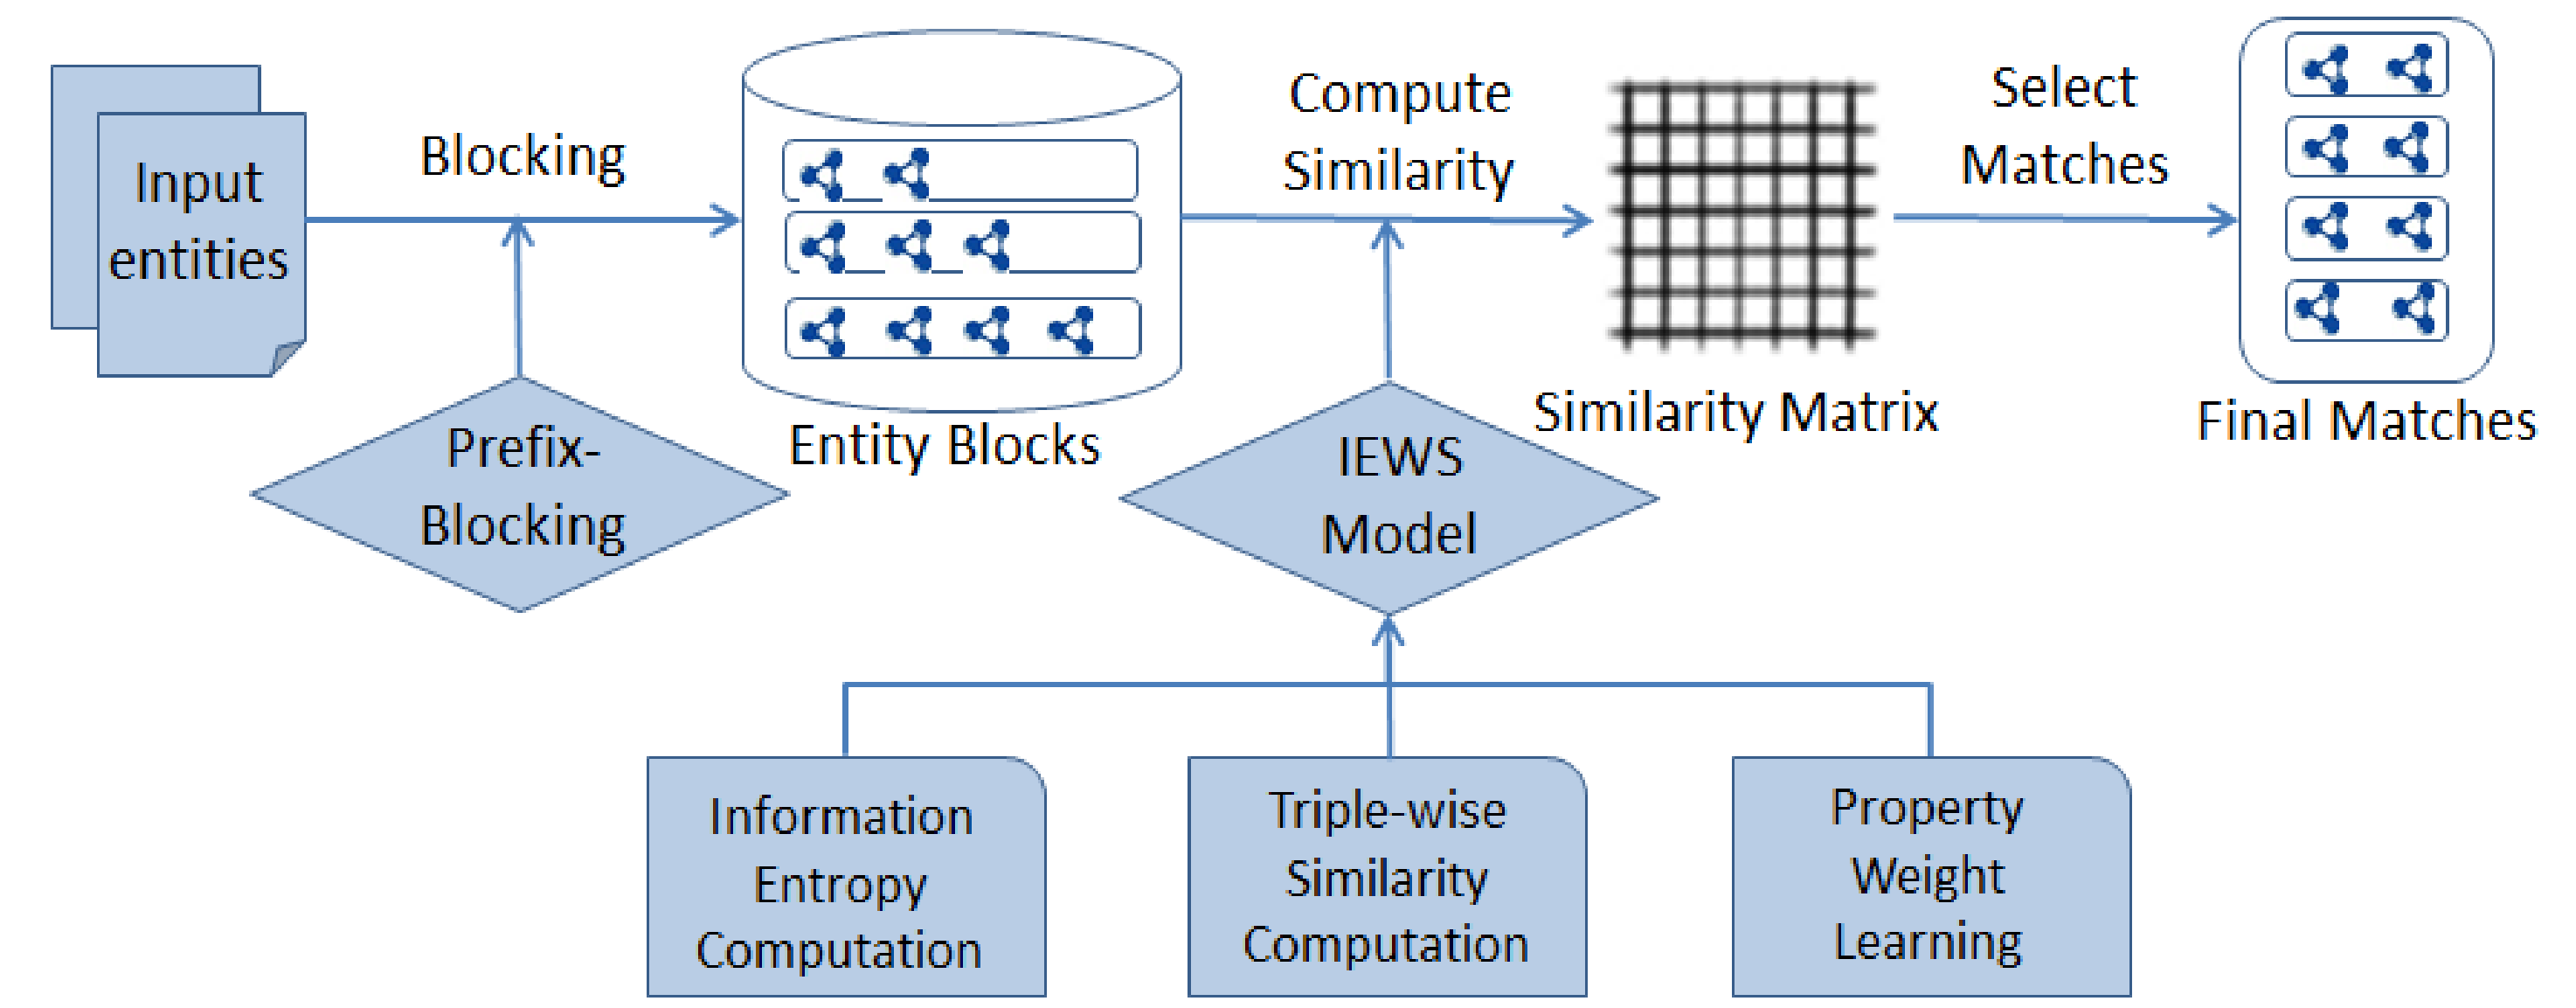 Input
entities
Blocking
Prefix-
Blocking
Entity Blocks
Compute
Similarity
IEWS
Model
Similarity Matrix
Select
Matches
Final Matches
Information
Entropy
Computation
Triple-wise
Similarity
Computation
Property
Weight
Learning